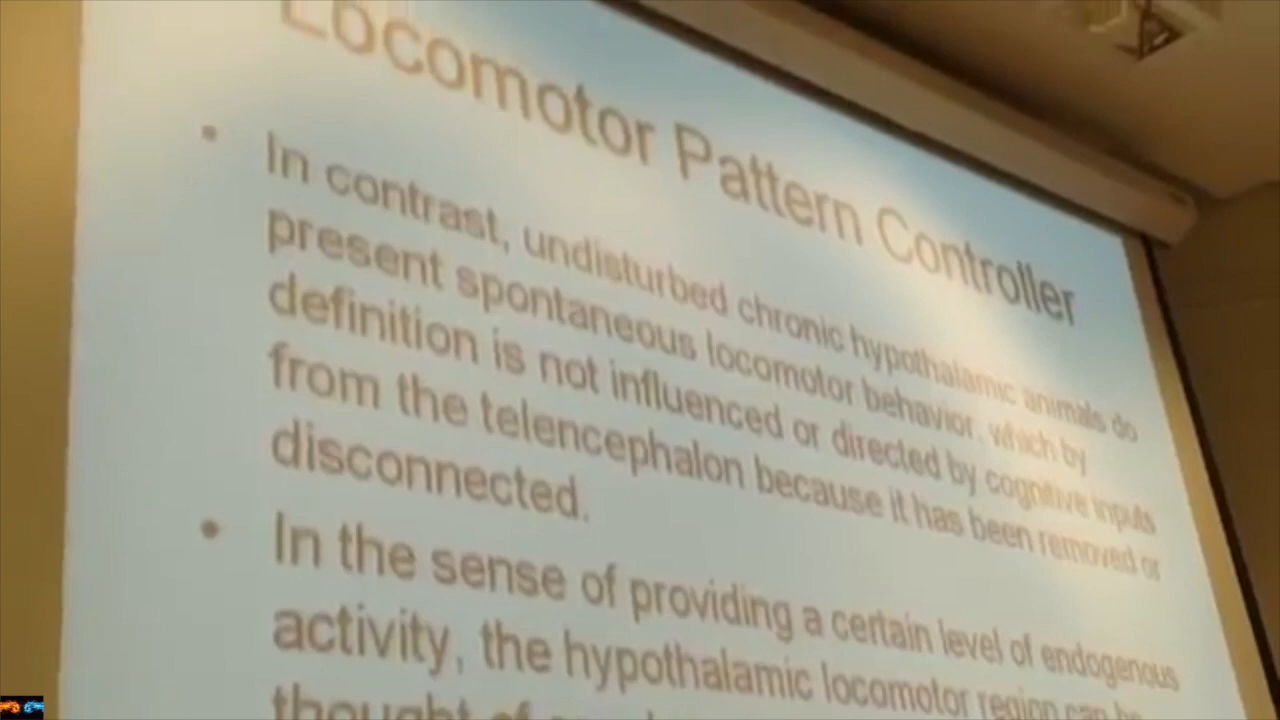 Locomotor Pattern Controller
• In contrast, undisturbed chronic hypothalamic animals do
present spontaneous locomotor behavior, which by
definition is not influenced or directed by cognitive inputs
from the telencephalon because it has been removed or
disconnected.
• In the sense of providing a certain level of endogenous
activity, the hypothalamic locomotor region can be
thought of